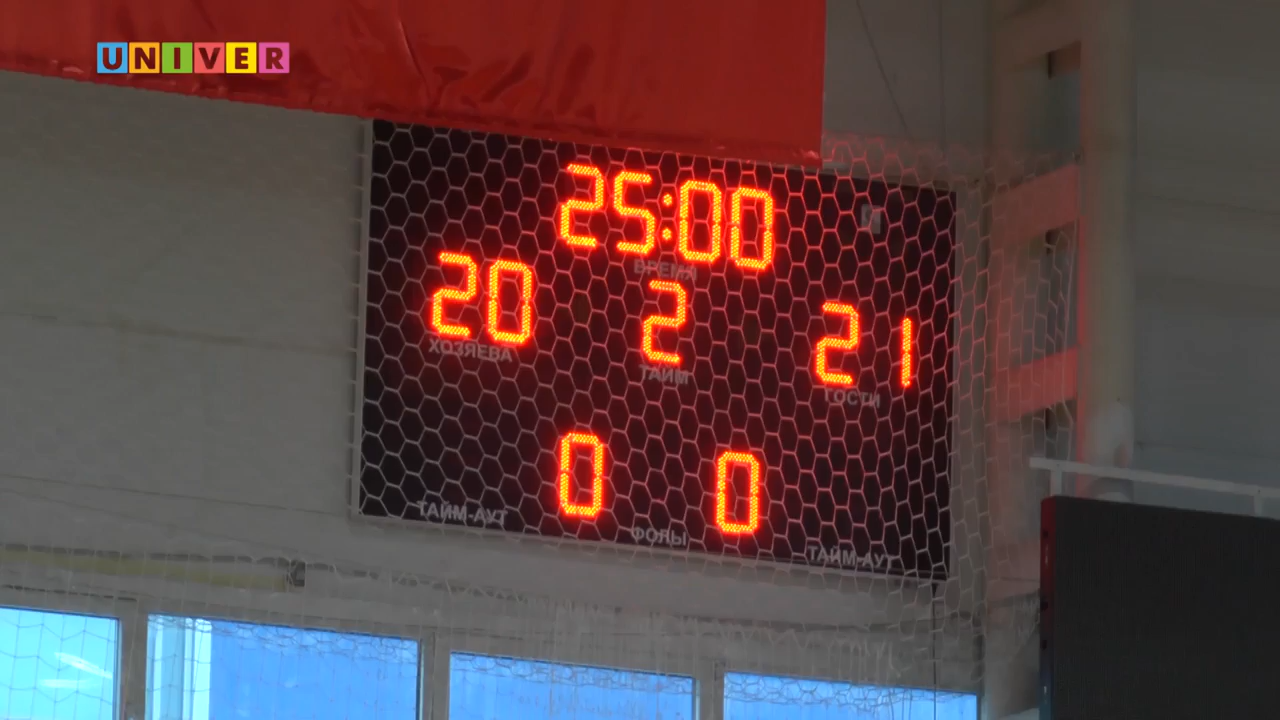 UNIVER
25:00
ВРЕМЯ
20 2 21
ХОЗЯЕВА ТАЙМ ГОСТИ
0 0
ТАЙМ-АУТ ФОЛЫ ТАЙМ-АУТ